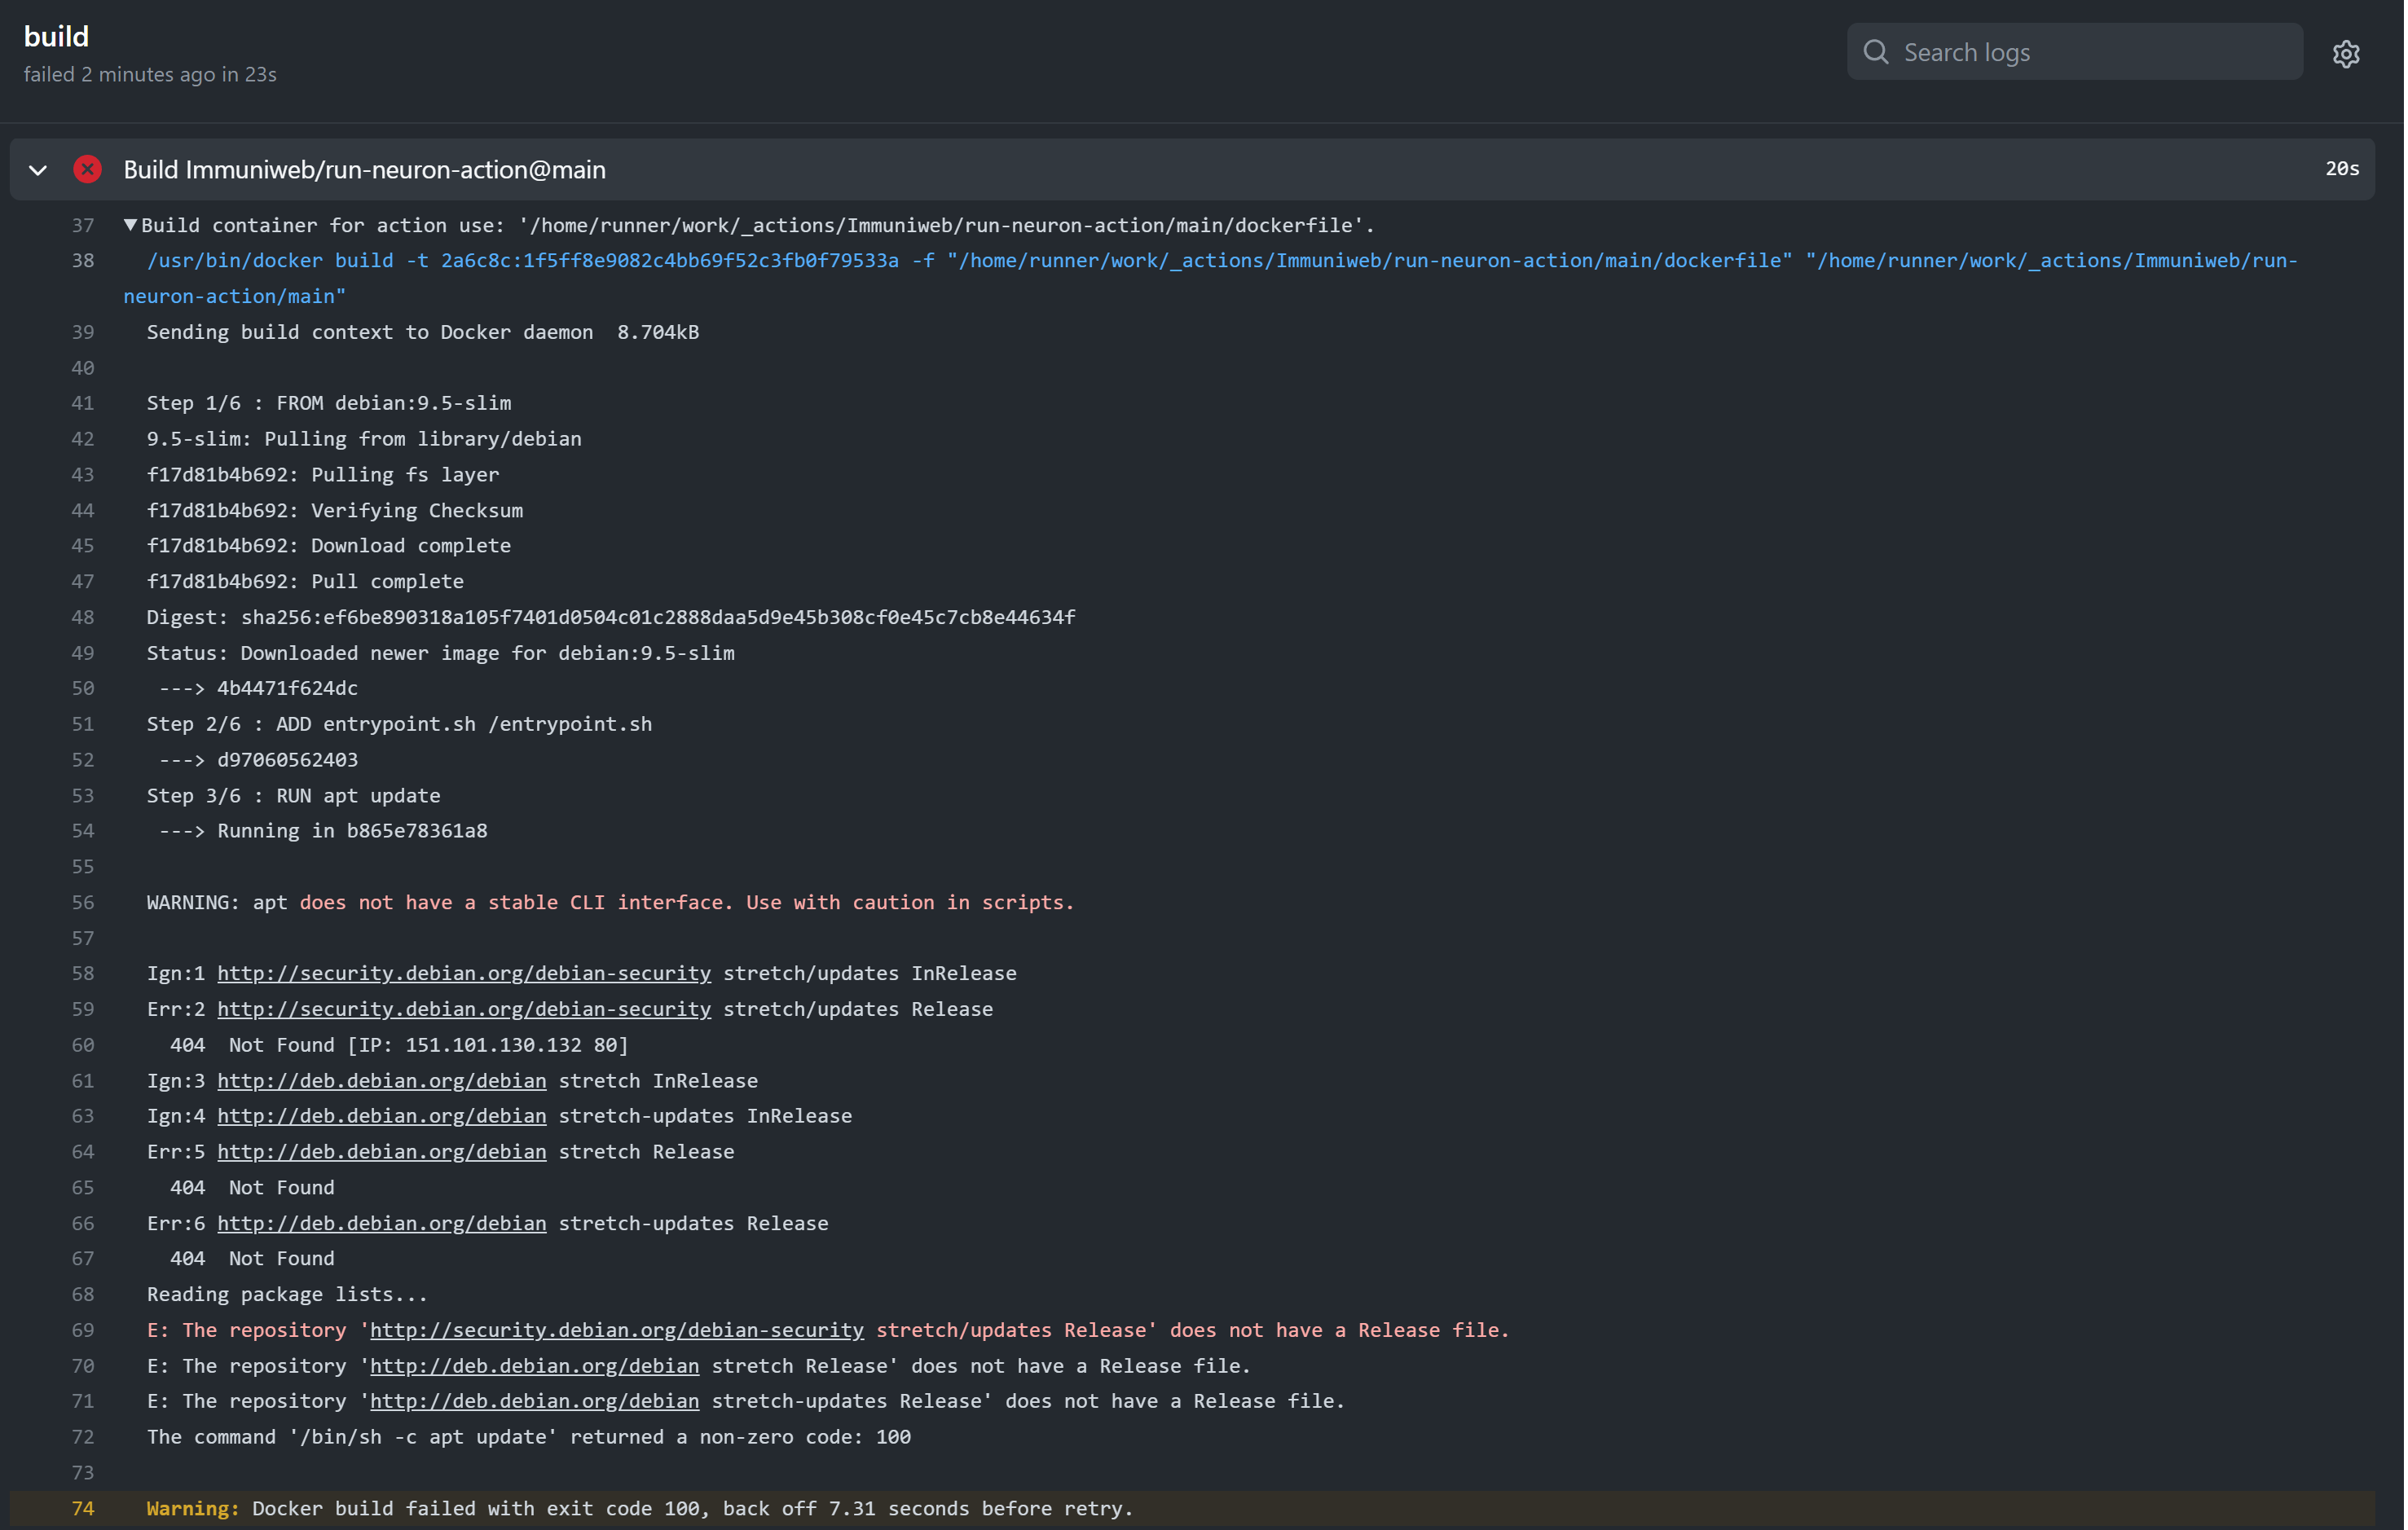 build
failed 2 minutes ago in 23s
Search logs
Build Immuniweb/run-neuron-action@main 20s
37 ▼Build container for action use: '/home/runner/work/_actions/Immuniweb/run-neuron-action/main/dockerfile'.
38 /usr/bin/docker build -t 2a6c8c:1f5ff8e9082c4bb69f52c3fb0f79533a -f "/home/runner/work/_actions/Immuniweb/run-neuron-action/main/dockerfile" "/home/runner/work/_actions/Immuniweb/run-
neuron-action/main"
39 Sending build context to Docker daemon  8.704kB
40
41 Step 1/6 : FROM debian:9.5-slim
42 9.5-slim: Pulling from library/debian
43 f17d81b4b692: Pulling fs layer
44 f17d81b4b692: Verifying Checksum
45 f17d81b4b692: Download complete
47 f17d81b4b692: Pull complete
48 Digest: sha256:ef6be890318a105f7401d0504c01c2888daa5d9e45b308cf0e45c7cb8e44634f
49 Status: Downloaded newer image for debian:9.5-slim
50 ---> 4b4471f624dc
51 Step 2/6 : ADD entrypoint.sh /entrypoint.sh
52 ---> d97060562403
53 Step 3/6 : RUN apt update
54 ---> Running in b865e78361a8
55
56 WARNING: apt does not have a stable CLI interface. Use with caution in scripts.
57
58 Ign:1 http://security.debian.org/debian-security stretch/updates InRelease
59 Err:2 http://security.debian.org/debian-security stretch/updates Release
60 404  Not Found [IP: 151.101.130.132 80]
61 Ign:3 http://deb.debian.org/debian stretch InRelease
63 Ign:4 http://deb.debian.org/debian stretch-updates InRelease
64 Err:5 http://deb.debian.org/debian stretch Release
65 404  Not Found
66 Err:6 http://deb.debian.org/debian stretch-updates Release
67 404  Not Found
68 Reading package lists...
69 E: The repository 'http://security.debian.org/debian-security stretch/updates Release' does not have a Release file.
70 E: The repository 'http://deb.debian.org/debian stretch Release' does not have a Release file.
71 E: The repository 'http://deb.debian.org/debian stretch-updates Release' does not have a Release file.
72 The command '/bin/sh -c apt update' returned a non-zero code: 100
73
74 Warning: Docker build failed with exit code 100, back off 7.31 seconds before retry.